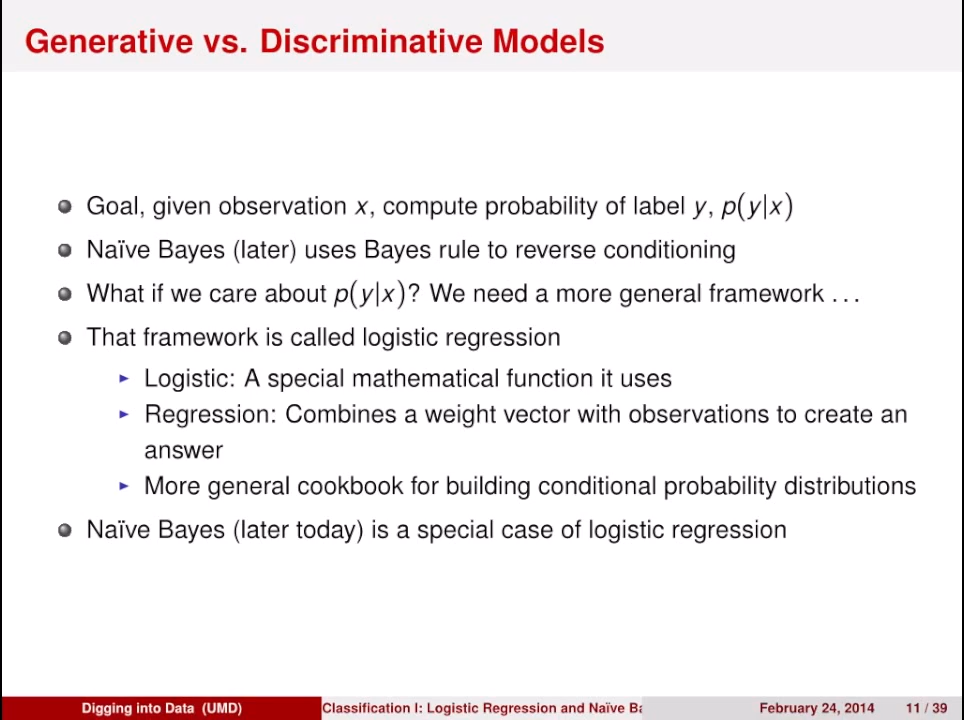 Generative vs. Discriminative Models
Goal, given observation x, compute probability of label y, p(y|x)
Naïve Bayes (later) uses Bayes rule to reverse conditioning
What if we care about p(y|x)? We need a more general framework ...
That framework is called logistic regression
Logistic: A special mathematical function it uses
Regression: Combines a weight vector with observations to create an
answer
More general cookbook for building conditional probability distributions
Naïve Bayes (later today) is a special case of logistic regression
Digging into Data (UMD) Classification I: Logistic Regression and Naïve Ba February 24, 2014 11 / 39